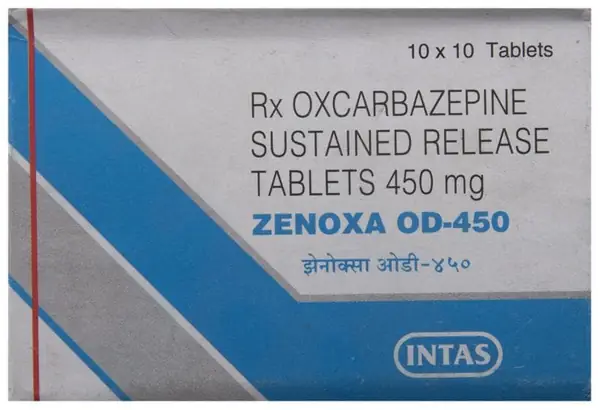 10 x 10 Tablets
Rx OXCARBAZEPINE
SUSTAINED RELEASE
TABLETS 450 mg
ZENOXA OD-450
झेनोक्सा ओडी-४५०
INTAS